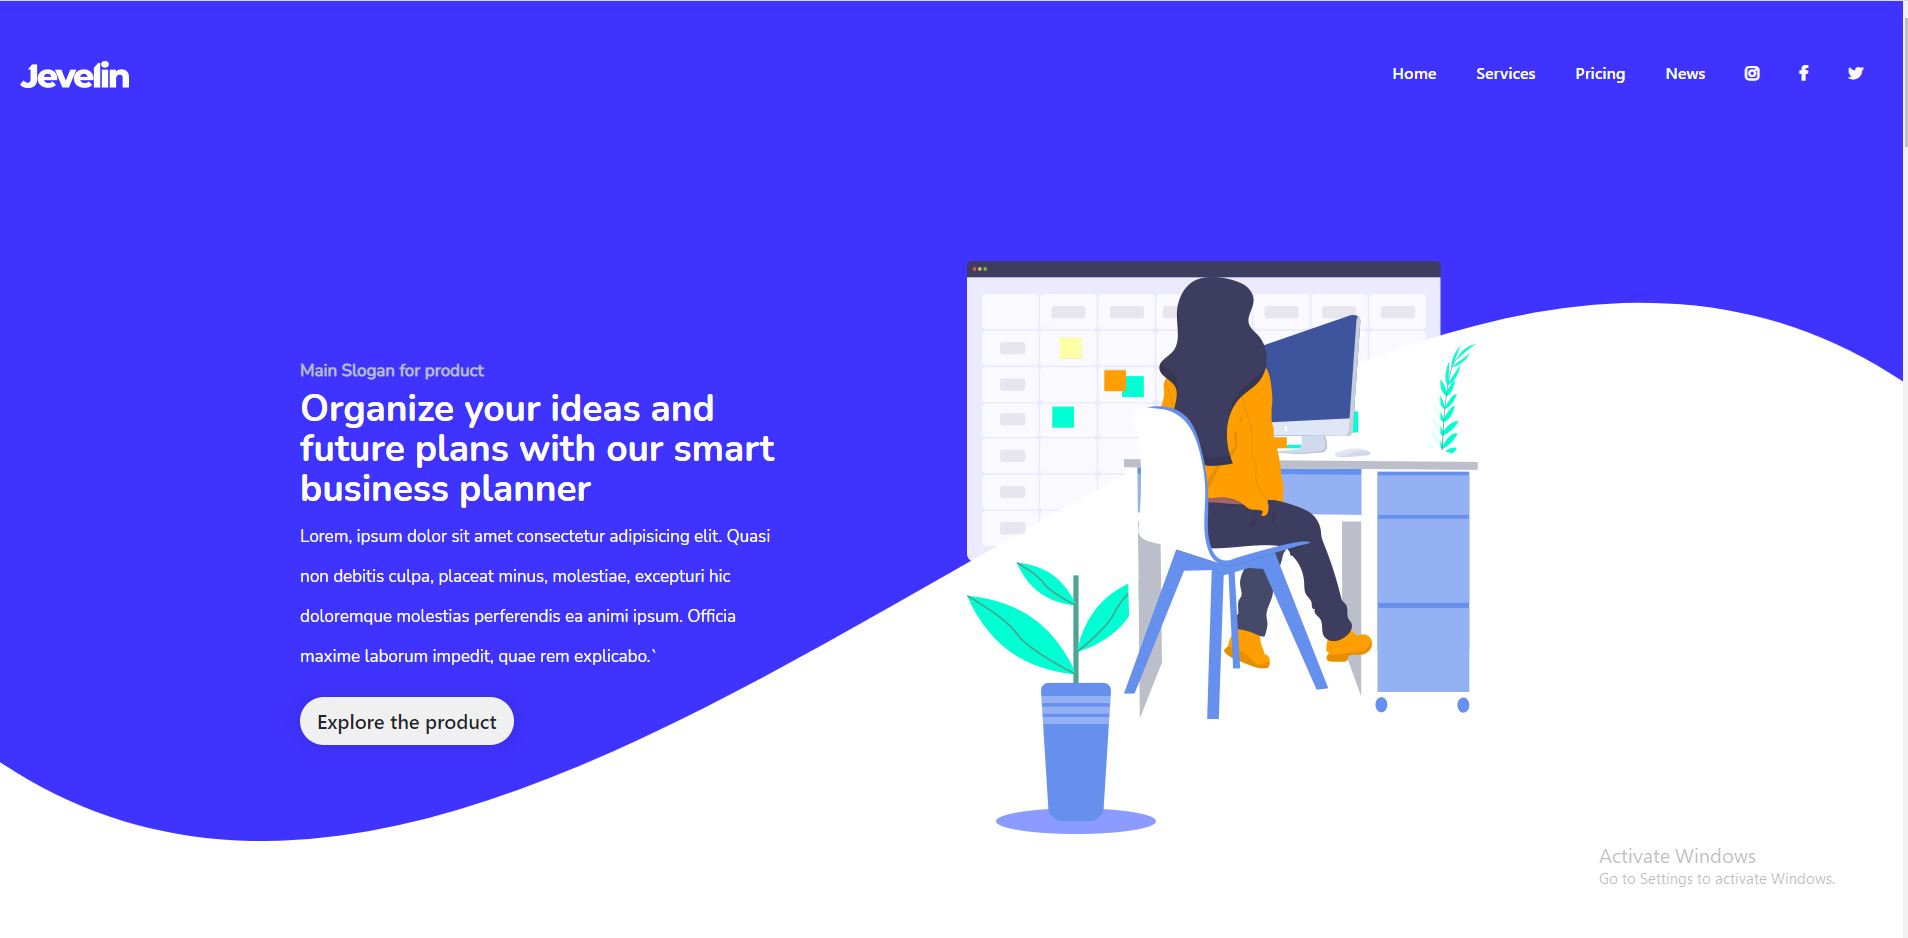 Jevelin
Home Services Pricing News
Main Slogan for product
Organize your ideas and
future plans with our smart
business planner
Lorem, ipsum dolor sit amet consectetur adipisicing elit. Quasi
non debitis culpa, placeat minus, molestiae, excepturi hic
doloremque molestias perferendis ea animi ipsum. Officia
maxime laborum impedit, quae rem explicabo.`
Explore the product
Activate Windows
Go to Settings to activate Windows.